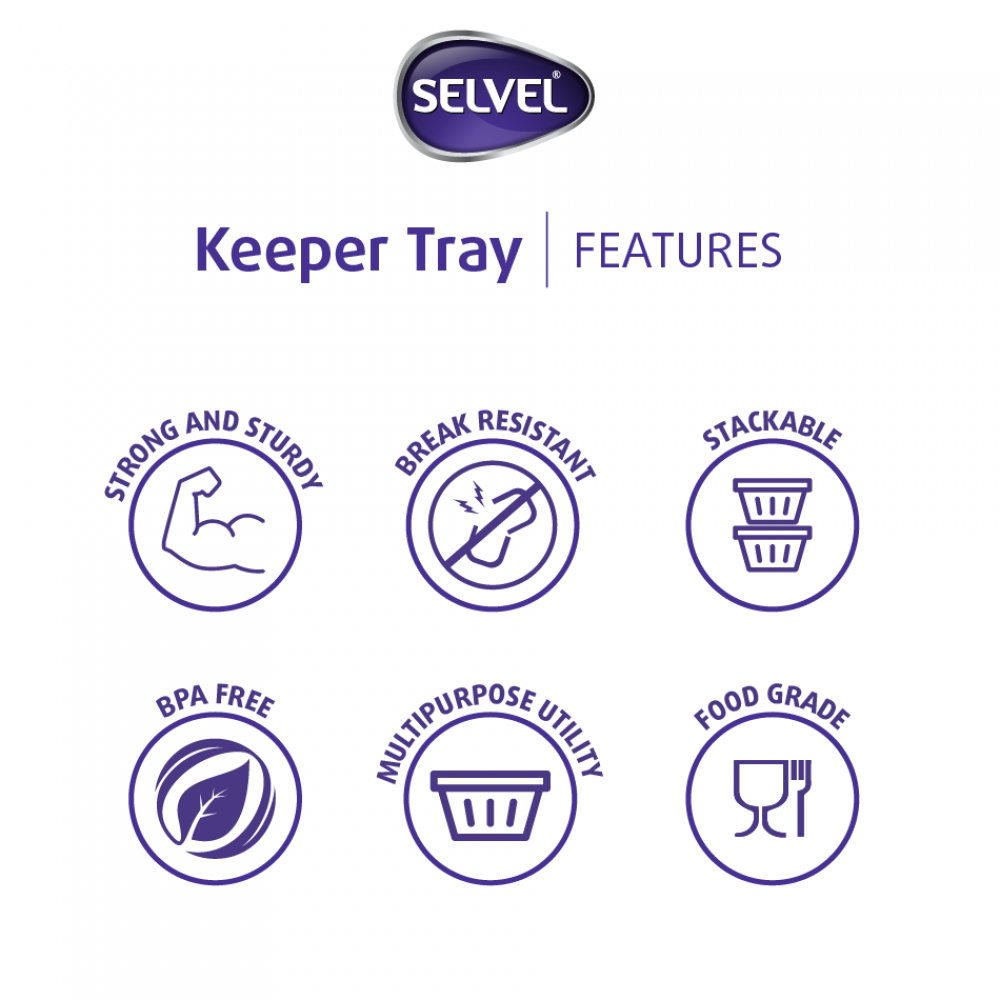 SELVEL®
Keeper Tray | FEATURES
STRONG AND STURDY
BREAK RESISTANT
STACKABLE
BPA FREE
MULTIPURPOSE UTILITY
FOOD GRADE